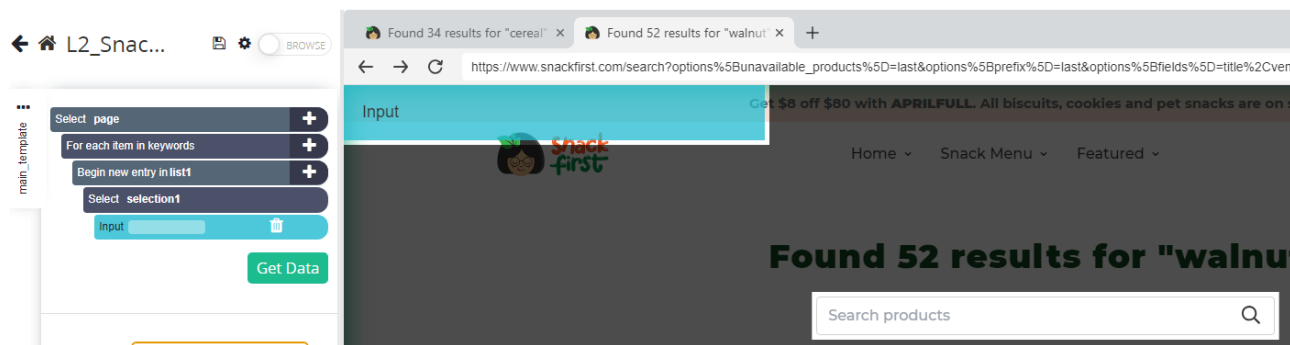 L2_Snac...
BROWSE
main_template
Select page
For each item in keywords
Begin new entry in list1
Select selection1
Input
Get Data
Found 34 results for "cereal"
Found 52 results for "walnut"
https://www.snackfirst.com/search?options%5Bunavailable_products%5D=last&options%5Bprefix%5D=last&options%5Bfields%5D=title%2Cven
Input
Get $8 off $80 with APRILFULL. All biscuits, cookies and pet snacks are on
Snack
first
Home
Snack Menu
Featured
Found 52 results for "walnu
Search products